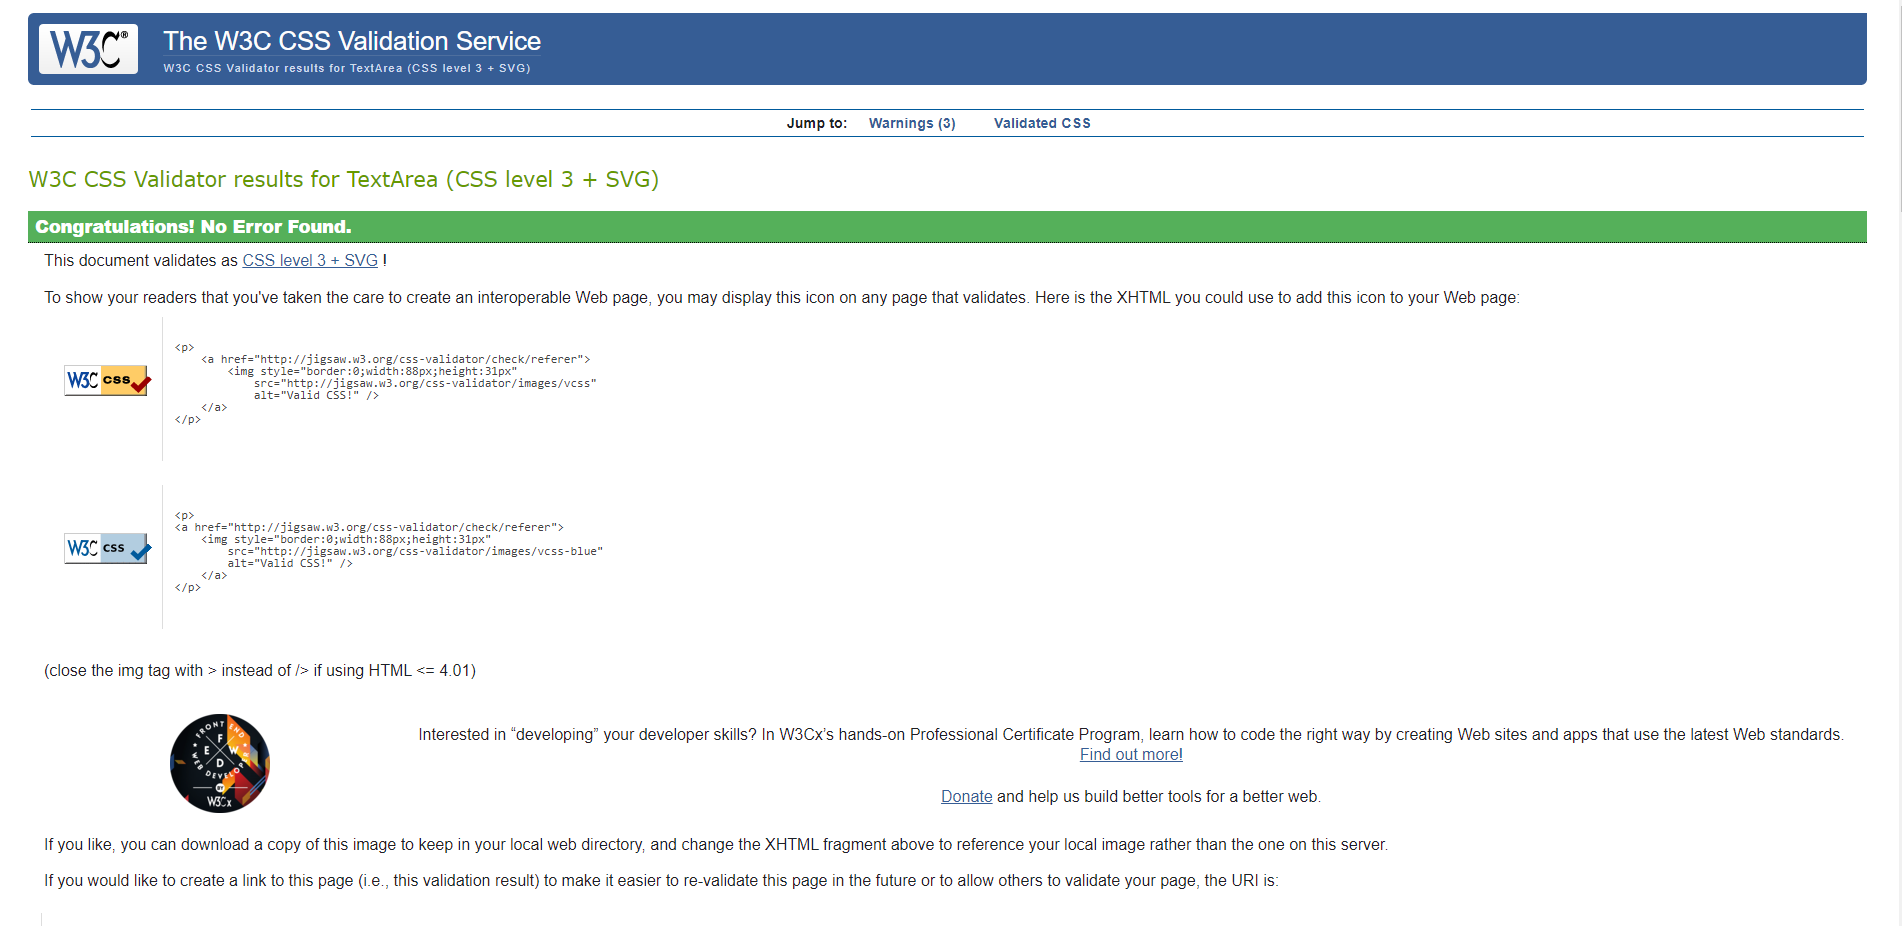 W3C®
The W3C CSS Validation Service
W3C CSS Validator results for TextArea (CSS level 3 + SVG)
Jump to: Warnings (3) Validated CSS
W3C CSS Validator results for TextArea (CSS level 3 + SVG)
Congratulations! No Error Found.
This document validates as CSS level 3 + SVG !
To show your readers that you've taken the care to create an interoperable Web page, you may display this icon on any page that validates. Here is the XHTML you could use to add this icon to your Web page:
<p>
<a href="http://jigsaw.w3.org/css-validator/check/referer">
<img style="border:0;width:88px;height:31px"
W3C css
src="http://jigsaw.w3.org/css-validator/images/vcss"
alt="Valid CSS!" />
</a>
</p>
<p>
<a href="http://jigsaw.w3.org/css-validator/check/referer">
<img style="border:0;width:88px;height:31px"
W3C css
src="http://jigsaw.w3.org/css-validator/images/vcss-blue"
alt="Valid CSS!" />
</a>
</p>
(close the img tag with > instead of /> if using HTML <= 4.01)
FRONT END
WEB DEVELOPER
F E W D
BY
W3Cx
Interested in “developing” your developer skills? In W3Cx’s hands-on Professional Certificate Program, learn how to code the right way by creating Web sites and apps that use the latest Web standards.
Find out more!
Donate and help us build better tools for a better web.
If you like, you can download a copy of this image to keep in your local web directory, and change the XHTML fragment above to reference your local image rather than the one on this server.
If you would like to create a link to this page (i.e., this validation result) to make it easier to re-validate this page in the future or to allow others to validate your page, the URI is: